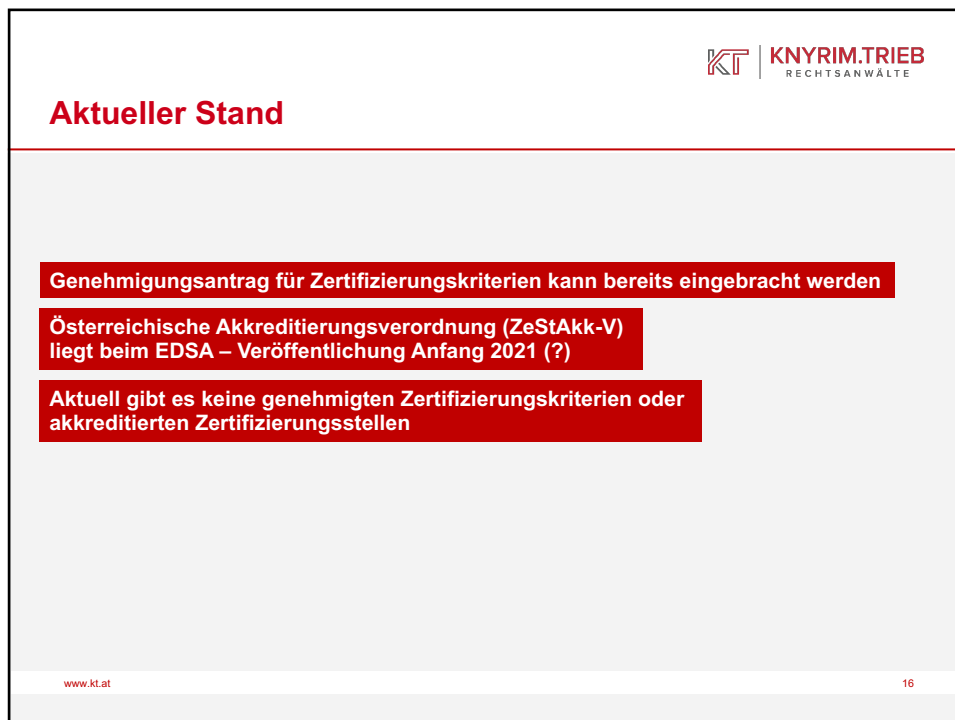 KT KNYRIM.TRIEB
RECHTSANWÄLTE
Aktueller Stand
Genehmigungsantrag für Zertifizierungskriterien kann bereits eingebracht werden
Österreichische Akkreditierungsverordnung (ZeStAkk-V)
liegt beim EDSA – Veröffentlichung Anfang 2021 (?)
Aktuell gibt es keine genehmigten Zertifizierungskriterien oder
akkreditierten Zertifizierungsstellen
www.kt.at 16